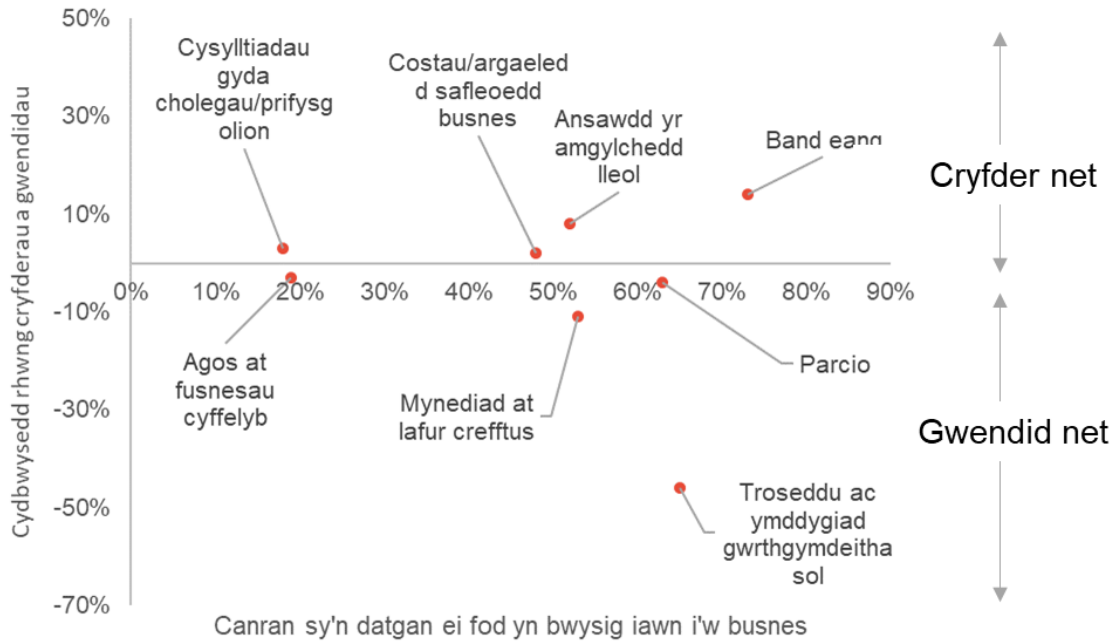 50%
30%
10%
-10%
-30%
-50%
-70%
0%
10%
20%
30%
40%
50%
60%
70%
80%
90%
Cydbwysedd rhwng cryfderau a gwendidau
Canran sy'n datgan ei fod yn bwysig iawn i'w busnes
Cysylltiadau
gyda
cholegau/prifysg
olion
Costau/argaeled
d safleoedd
busnes
Ansawdd yr
amgylchedd
lleol
Band eang
Agos at
fusnesau
cyffelyb
Mynediad at
lafur crefftus
Parcio
Troseddu ac
ymddygiad
gwrthgymdeitha
sol
Cryfder net
Gwendid net